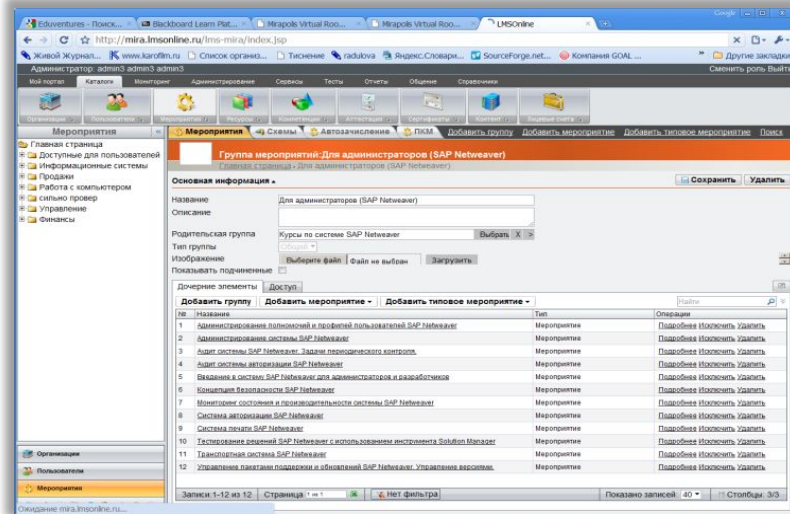 Google
Eduventures - Поиск...
Blackboard Learn Plat...
Mirapolis Virtual Roo...
Mirapolis Virtual Roo...
LMSOnline
http://mira.lmsonline.ru/lms-mira/index.jsp
Живой Журнал...
www.karofilm.ru
Список организ...
Тиснение
radulova
Яндекс.Словари...
SourceForge.net...
Компания GOAL ...
Другие закладки
Администратор: admin3 admin3 admin3
Сменить роль Выйти
Мой портал Каталоги Мониторинг Администрирование Сервисы Тесты Отчеты Общение Справочники
Организации Пользователи Мероприятия Ресурсы Компетенции Аттестации Сертификаты Контент Лицевые счета
Мероприятия
Мероприятия Схемы Автозачисление ПКМ Добавить группу Добавить мероприятие Добавить типовое мероприятие Поиск
Главная страница
Доступные для пользователей
Информационные системы
Продажи
Работа с компьютером
сильно провер
Управление
Финансы
Группа мероприятий:Для администраторов (SAP Netweaver)
Главная страница › Для администраторов (SAP Netweaver)
Основная информация
Сохранить Удалить
Название Для администраторов (SAP Netweaver)
Описание
Родительская группа Курсы по системе SAP Netweaver Выбрать X >
Тип группы Общая
Изображение Выберите файл Файл не выбран Загрузить
Показывать подчиненные
Дочерние элементы Доступ
Добавить группу Добавить мероприятие Добавить типовое мероприятие Найти
№ Название Тип Операции
1 Администрирование полномочий и профилей пользователей SAP Netweaver Мероприятие Подробнее Исключить Удалить
2 Администрирование системы SAP Netweaver Мероприятие Подробнее Исключить Удалить
3 Аудит системы SAP Netweaver. Задачи периодического контроля. Мероприятие Подробнее Исключить Удалить
4 Аудит системы авторизации SAP Netweaver Мероприятие Подробнее Исключить Удалить
5 Введение в систему SAP Netweaver для администраторов и разработчиков Мероприятие Подробнее Исключить Удалить
6 Концепция безопасности SAP Netweaver Мероприятие Подробнее Исключить Удалить
7 Мониторинг состояния и производительности системы SAP Netweaver Мероприятие Подробнее Исключить Удалить
8 Система авторизации SAP Netweaver Мероприятие Подробнее Исключить Удалить
9 Система печати SAP Netweaver Мероприятие Подробнее Исключить Удалить
10 Тестирование решений SAP Netweaver с использованием инструмента Solution Manager Мероприятие Подробнее Исключить Удалить
11 Транспортная система SAP Netweaver Мероприятие Подробнее Исключить Удалить
12 Управление пакетами поддержки и обновлений SAP Netweaver. Управление версиями. Мероприятие Подробнее Исключить Удалить
Организации
Пользователи
Мероприятия
Записи 1-12 из 12 Страница 1 из 1 Нет фильтра Показано записей: 40 Столбцы: 3/3
Ожидание mira.lmsonline.ru....